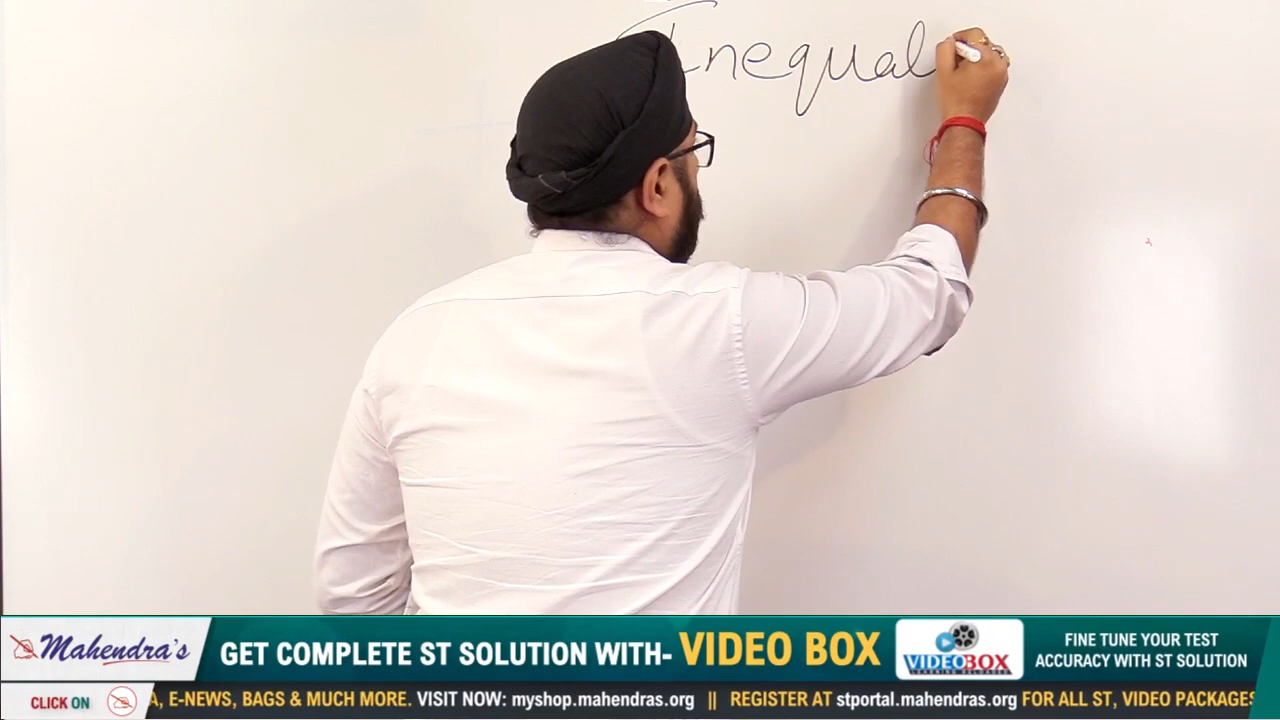 Inequal
Mahendra's
GET COMPLETE ST SOLUTION WITH- VIDEO BOX
VIDEOBOX
LEARNING RELOADED
FINE TUNE YOUR TEST
ACCURACY WITH ST SOLUTION
CLICK ON
A, E-NEWS, BAGS & MUCH MORE. VISIT NOW: myshop.mahendras.org || REGISTER AT stportal.mahendras.org FOR ALL ST, VIDEO PACKAGES